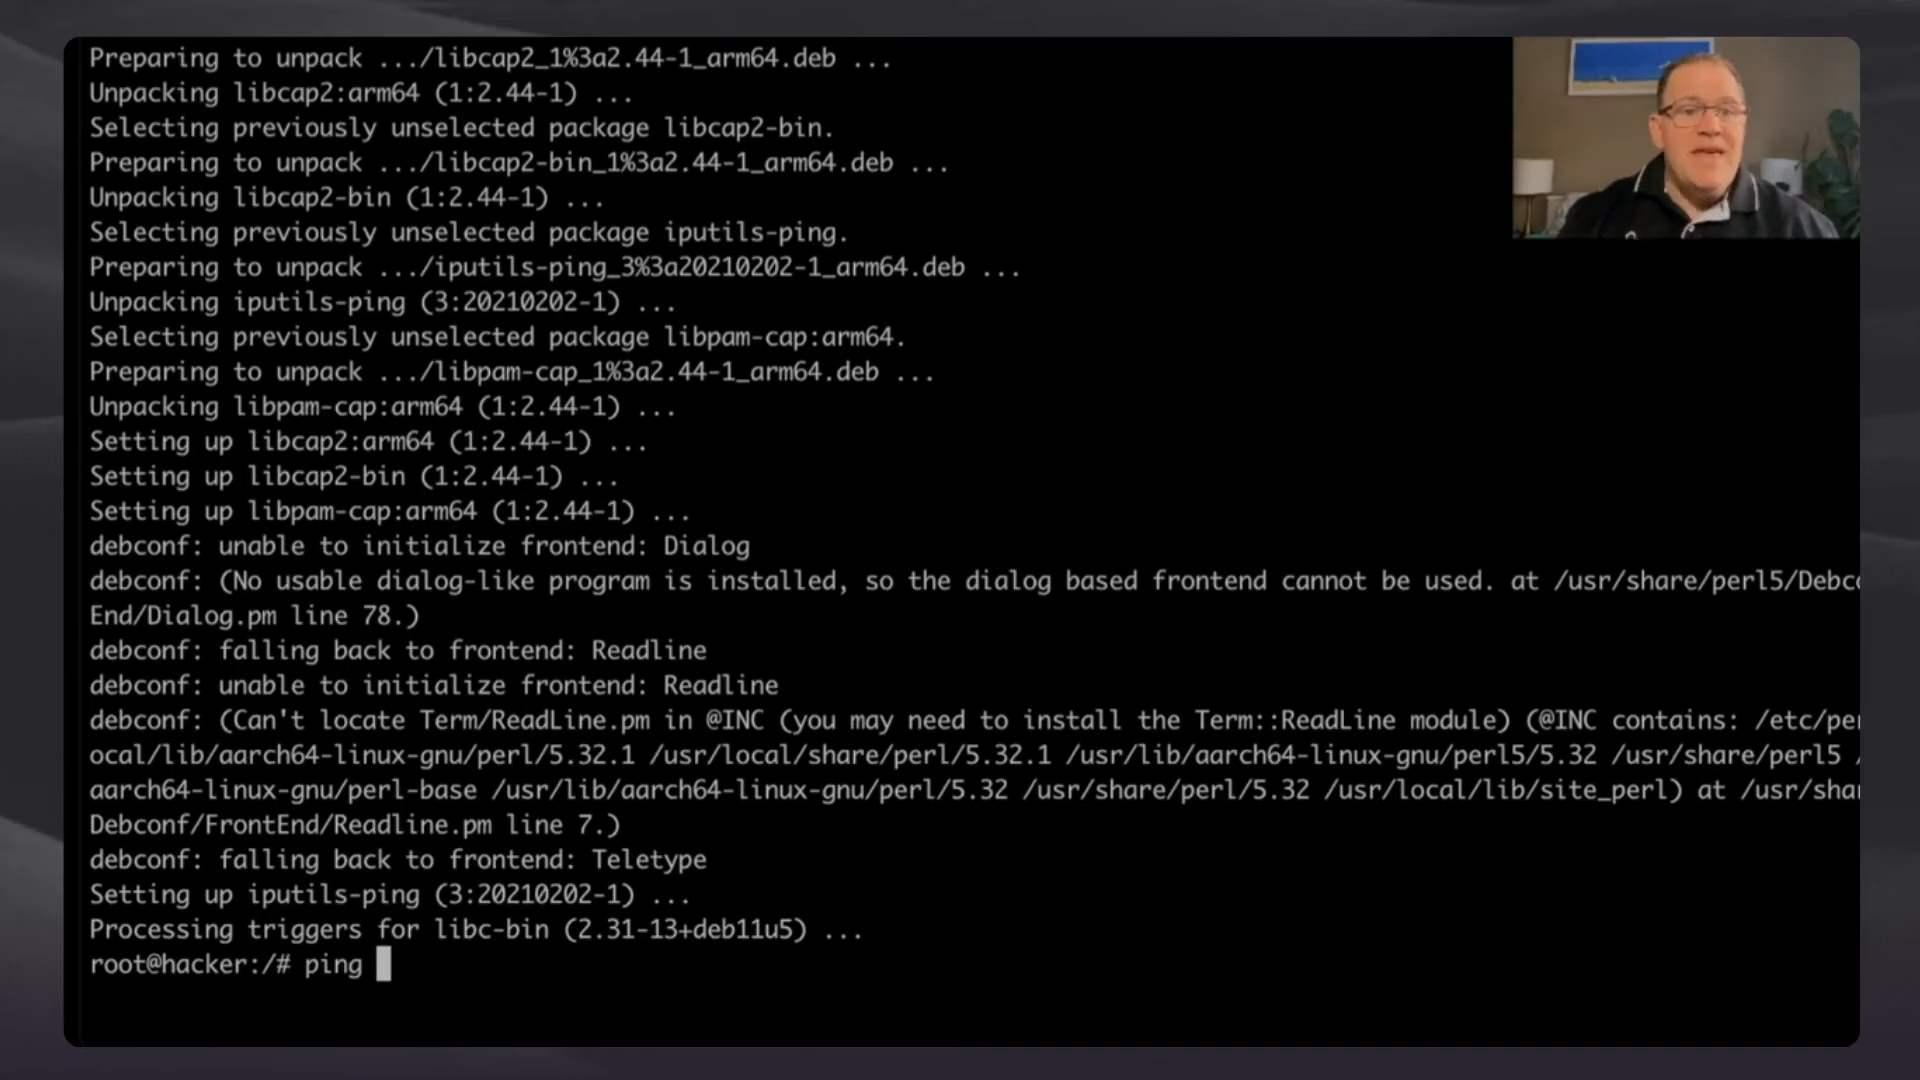 Preparing to unpack .../libcap2_1%3a2.44-1_arm64.deb ...
Unpacking libcap2:arm64 (1:2.44-1) ...
Selecting previously unselected package libcap2-bin.
Preparing to unpack .../libcap2-bin_1%3a2.44-1_arm64.deb ...
Unpacking libcap2-bin (1:2.44-1) ...
Selecting previously unselected package iputils-ping.
Preparing to unpack .../iputils-ping_3%3a20210202-1_arm64.deb ...
Unpacking iputils-ping (3:20210202-1) ...
Selecting previously unselected package libpam-cap:arm64.
Preparing to unpack .../libpam-cap_1%3a2.44-1_arm64.deb ...
Unpacking libpam-cap:arm64 (1:2.44-1) ...
Setting up libcap2:arm64 (1:2.44-1) ...
Setting up libcap2-bin (1:2.44-1) ...
Setting up libpam-cap:arm64 (1:2.44-1) ...
debconf: unable to initialize frontend: Dialog
debconf: (No usable dialog-like program is installed, so the dialog based frontend cannot be used. at /usr/share/perl5/Debc
End/Dialog.pm line 78.)
debconf: falling back to frontend: Readline
debconf: unable to initialize frontend: Readline
debconf: (Can't locate Term/ReadLine.pm in @INC (you may need to install the Term::ReadLine module) (@INC contains: /etc/pe
ocal/lib/aarch64-linux-gnu/perl/5.32.1 /usr/local/share/perl/5.32.1 /usr/lib/aarch64-linux-gnu/perl5/5.32 /usr/share/perl5 /
aarch64-linux-gnu/perl-base /usr/lib/aarch64-linux-gnu/perl/5.32 /usr/share/perl/5.32 /usr/local/lib/site_perl) at /usr/sha
Debconf/FrontEnd/Readline.pm line 7.)
debconf: falling back to frontend: Teletype
Setting up iputils-ping (3:20210202-1) ...
Processing triggers for libc-bin (2.31-13+deb11u5) ...
root@hacker:/# ping